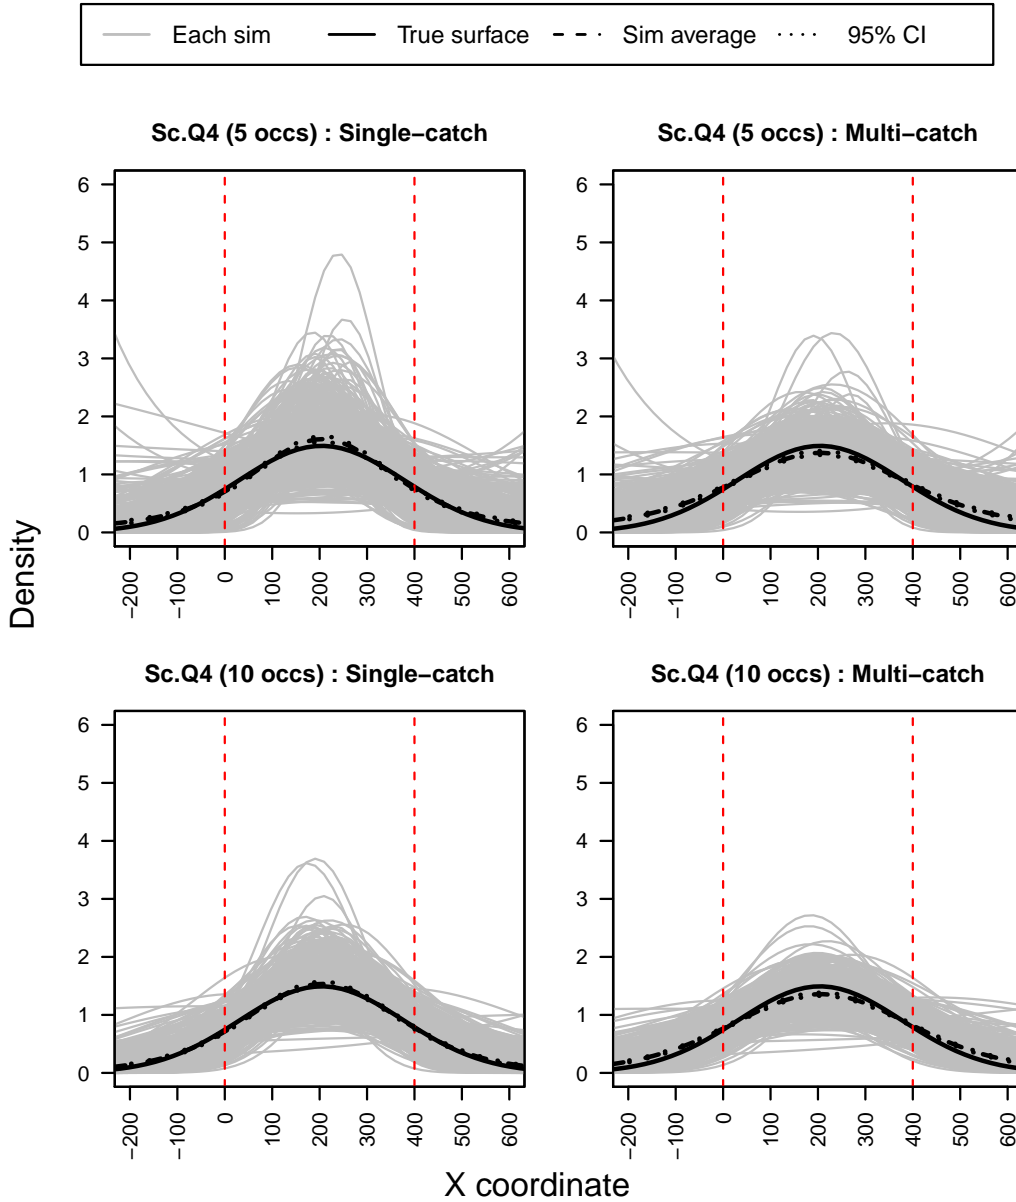 Each sim True surface Sim average 95% CI
Sc.Q4 (5 occs) : Single−catch
6
5
4
3
2
1
0
−200 −100 0 100 200 300 400 500 600
Sc.Q4 (5 occs) : Multi−catch
6
5
4
3
2
1
0
−200 −100 0 100 200 300 400 500 600
Density
Sc.Q4 (10 occs) : Single−catch
6
5
4
3
2
1
0
−200 −100 0 100 200 300 400 500 600
Sc.Q4 (10 occs) : Multi−catch
6
5
4
3
2
1
0
−200 −100 0 100 200 300 400 500 600
X coordinate